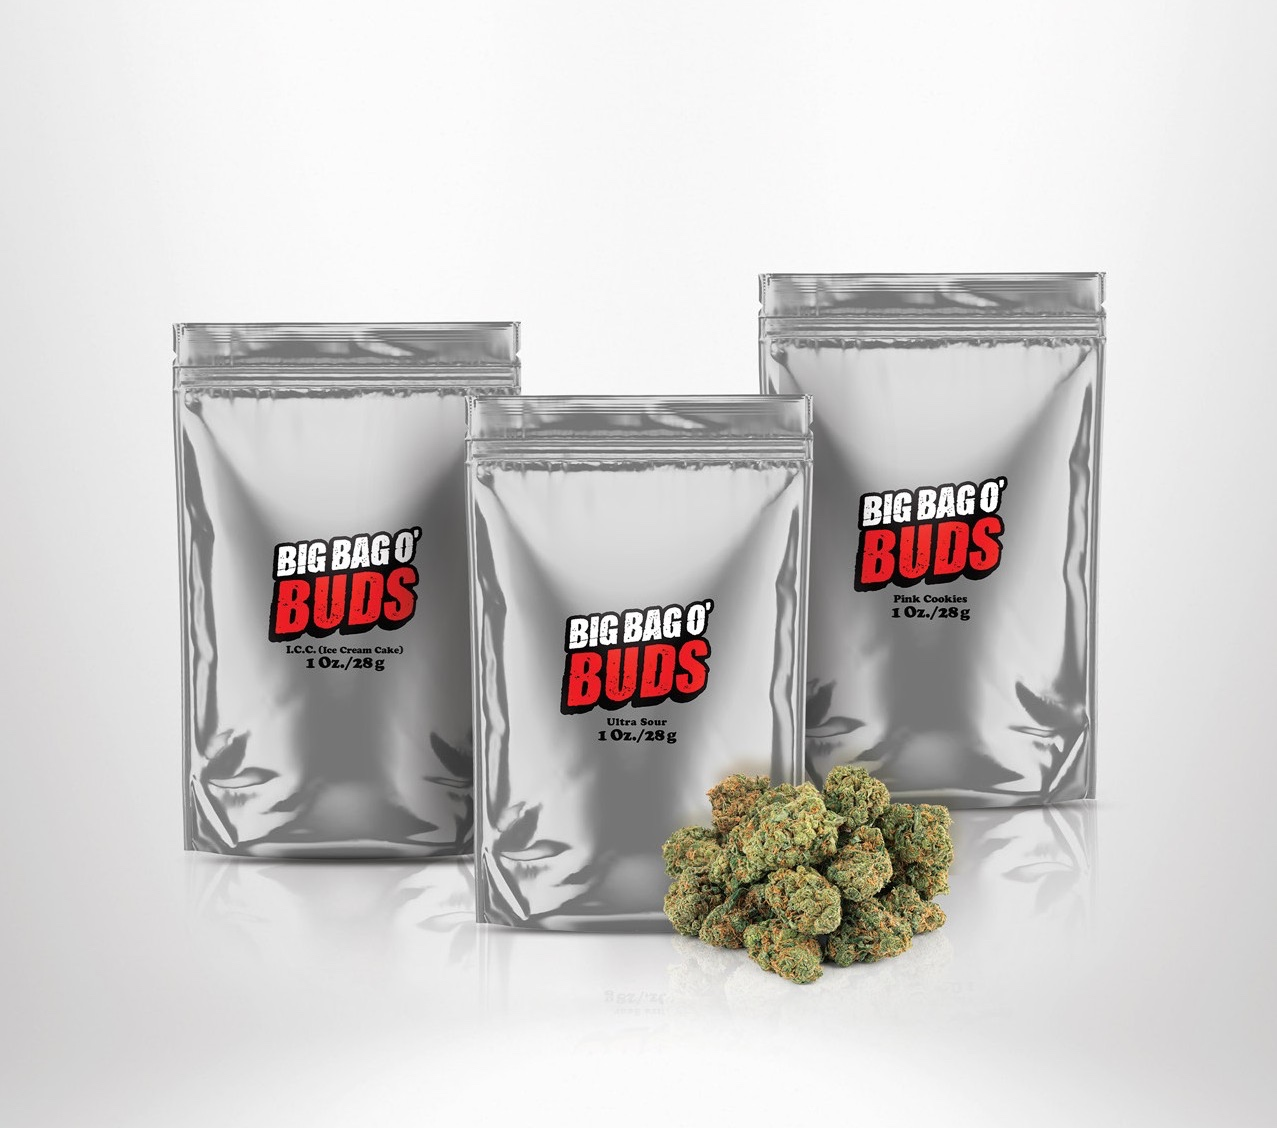 BIG BAG O'
BUDS
I.C.C. (Ice Cream Cake)
1 Oz./28g
BIG BAG O'
BUDS
Ultra Sour
1 Oz./28g
BIG BAG O'
BUDS
Pink Cookies
1 Oz./28g